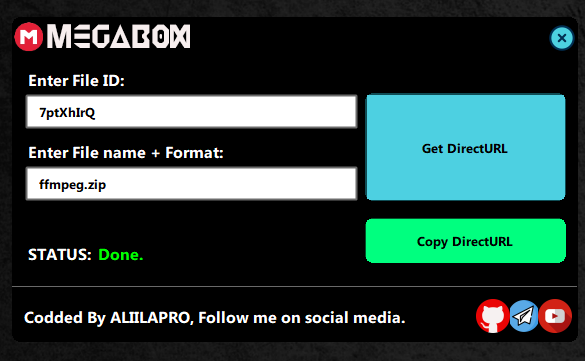 MEGABOX
Enter File ID:
7ptXhIrQ
Get DirectURL
Enter File name + Format:
ffmpeg.zip
Copy DirectURL
STATUS: Done.
Codded By ALIILAPRO, Follow me on social media.